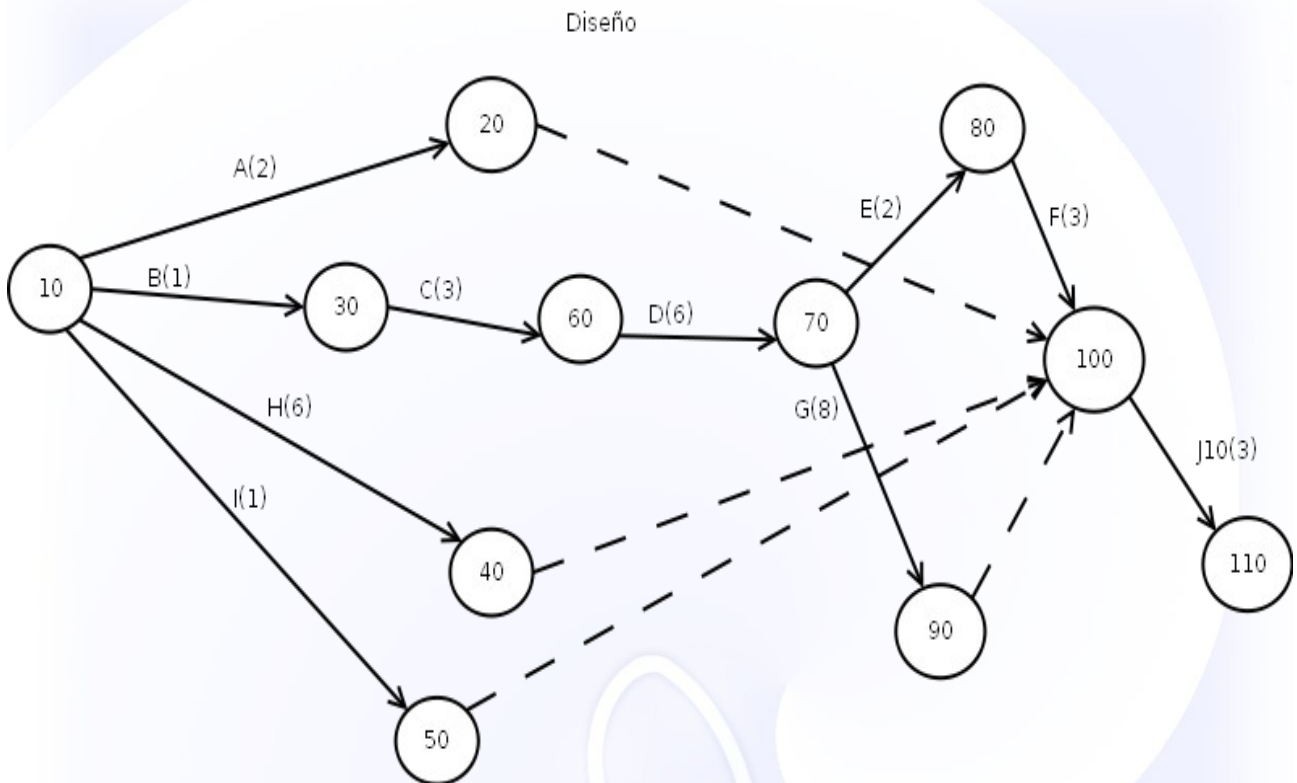 Diseño
20
80
A(2)
E(2)
F(3)
10
B(1)
30
C(3)
60
D(6)
70
100
H(6)
G(8)
J10(3)
I(1)
40
110
90
50